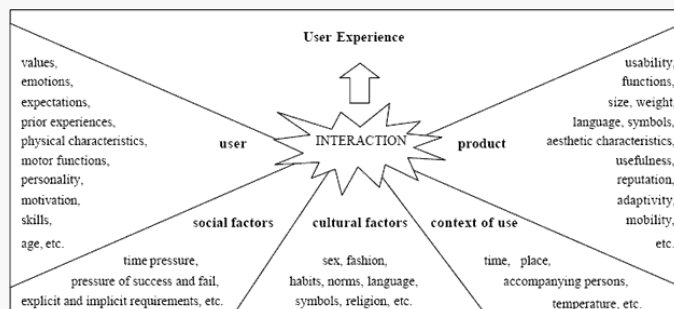 User Experience
INTERACTION
user
values,
emotions,
expectations,
prior experiences,
physical characteristics,
motor functions,
personality,
motivation,
skills,
age, etc.
product
usability,
functions,
size, weight,
language, symbols,
aesthetic characteristics,
usefulness,
reputation,
adaptivity,
mobility,
etc.
social factors
time pressure,
pressure of success and fail,
explicit and implicit requirements, etc.
cultural factors
sex, fashion,
habits, norms, language,
symbols, religion, etc.
context of use
time, place,
accompanying persons,
temperature, etc.